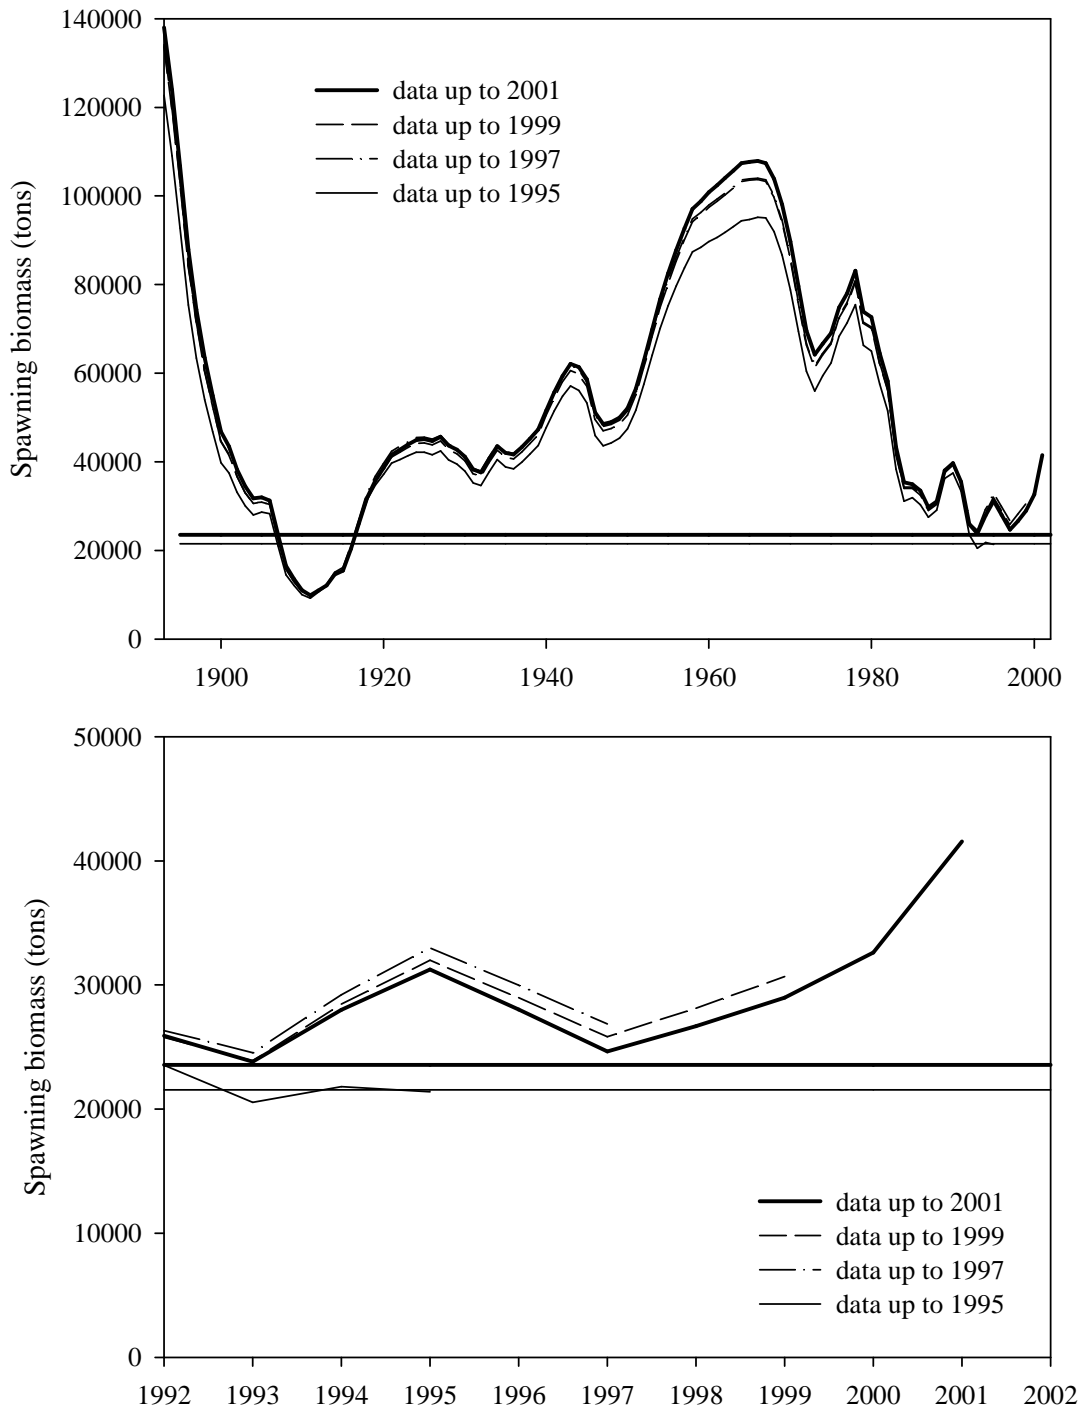 140000
120000
100000
80000
60000
40000
20000
0
Spawning biomass (tons)
data up to 2001
data up to 1999
data up to 1997
data up to 1995
1900 1920 1940 1960 1980 2000
50000
40000
30000
20000
10000
0
Spawning biomass (tons)
data up to 2001
data up to 1999
data up to 1997
data up to 1995
1992 1993 1994 1995 1996 1997 1998 1999 2000 2001 2002